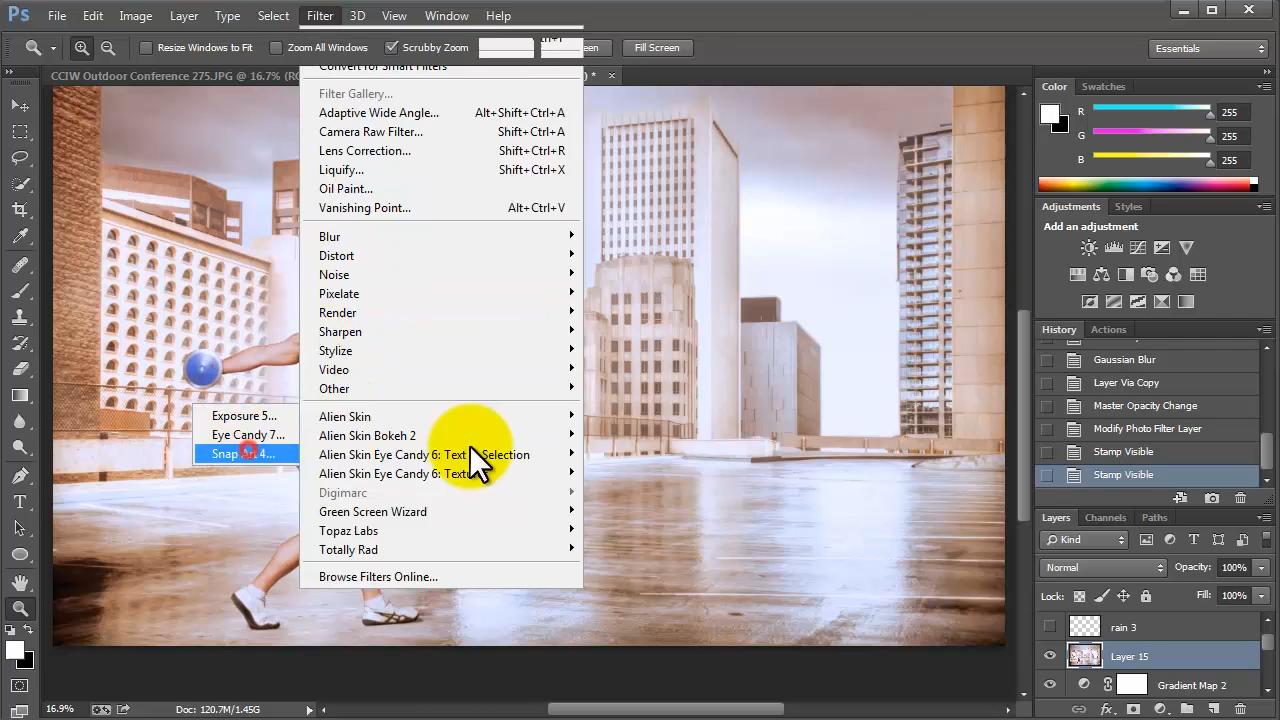 Ps File Edit Image Layer Type Select Filter 3D View Window Help
Resize Windows to Fit Zoom All Windows Scrubby Zoom Fill Screen
Essentials
CCIW Outdoor Conference 275.JPG @ 16.7% ) *
Convert for Smart Filters
Filter Gallery...
Adaptive Wide Angle... Alt+Shift+Ctrl+A
Camera Raw Filter... Shift+Ctrl+A
Lens Correction... Shift+Ctrl+R
Liquify... Shift+Ctrl+X
Oil Paint...
Vanishing Point... Alt+Ctrl+V
Blur
Distort
Noise
Pixelate
Render
Sharpen
Stylize
Video
Other
Alien Skin
Alien Skin Bokeh 2
Alien Skin Eye Candy 6: Text Selection
Alien Skin Eye Candy 6:
Digimarc
Green Screen Wizard
Topaz Labs
Totally Rad
Browse Filters Online...
Exposure 5...
Eye Candy 7...
Snap Art 4...
Color Swatches
R 255
G 255
B 255
Adjustments Styles
Add an adjustment
History Actions
Gaussian Blur
Layer Via Copy
Master Opacity Change
Modify Photo Filter Layer
Stamp Visible
Stamp Visible
Layers Channels Paths
Kind
Normal Opacity: 100%
Lock: Fill: 100%
rain 3
Layer 15
Gradient Map 2
16.9% Doc: 120.7M/1.45G